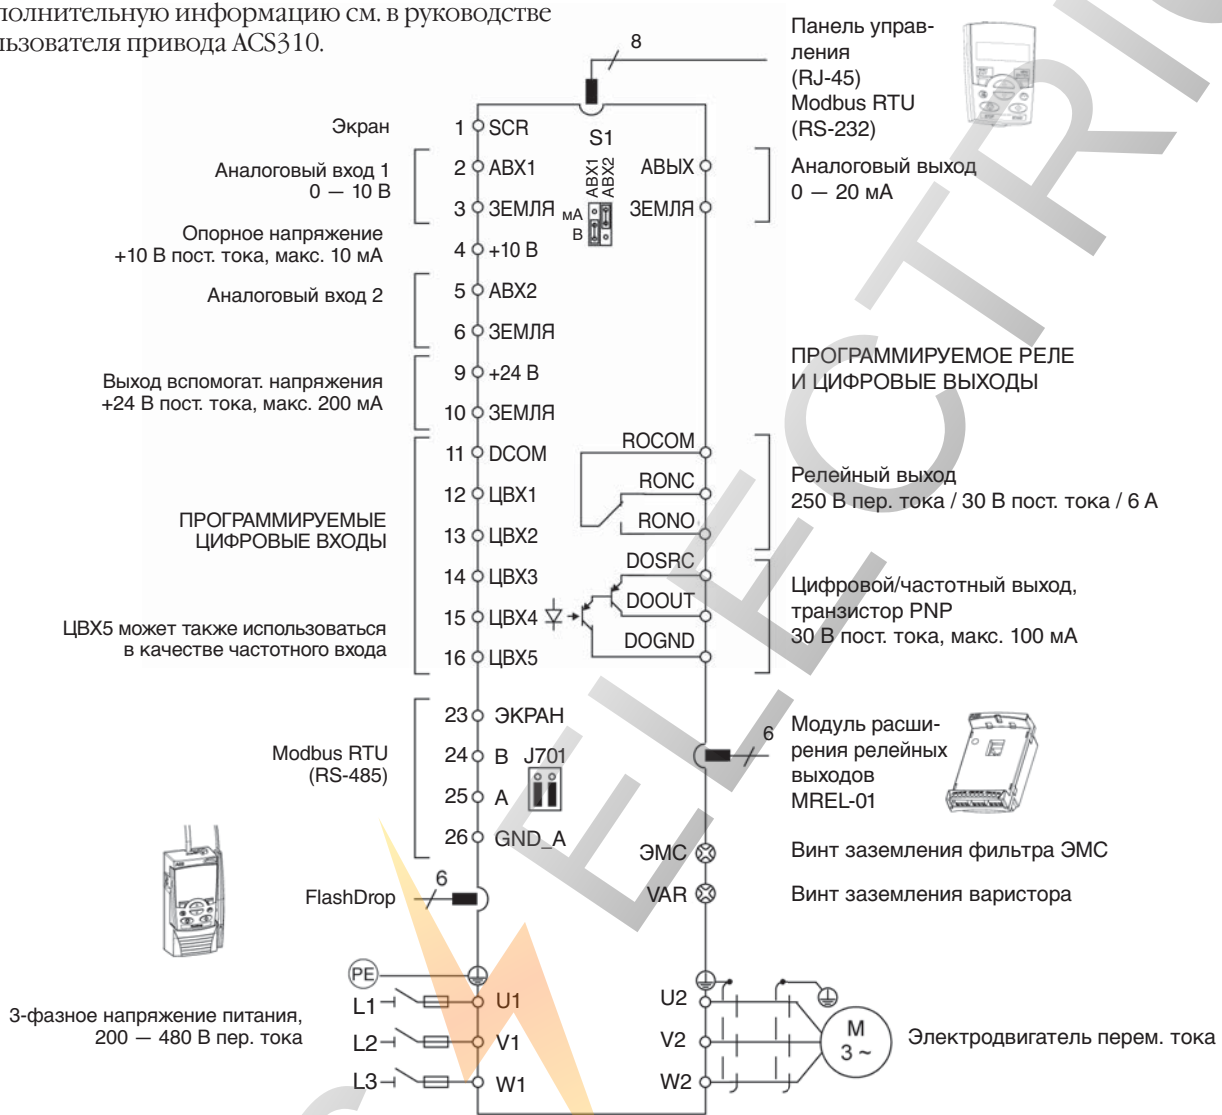 полнительную информацию см. в руководстве
льзователя привода ACS310.
8
Панель управ-
ления
(RJ-45)
Modbus RTU
(RS-232)
Экран
1 SCR
S1
Аналоговый вход 1
0 — 10 В
2 АВХ1
3 ЗЕМЛЯ
АВХ1
АВХ2
мА
В
АВЫХ
ЗЕМЛЯ
Аналоговый выход
0 — 20 мА
Опорное напряжение
+10 В пост. тока, макс. 10 мА
4 +10 В
Аналоговый вход 2
5 АВХ2
6 ЗЕМЛЯ
Выход вспомогат. напряжения
+24 В пост. тока, макс. 200 мА
9 +24 В
10 ЗЕМЛЯ
ПРОГРАММИРУЕМОЕ РЕЛЕ
И ЦИФРОВЫЕ ВЫХОДЫ
ПРОГРАММИРУЕМЫЕ
ЦИФРОВЫЕ ВХОДЫ
ЦВХ5 может также использоваться
в качестве частотного входа
11 DCOM
12 ЦВХ1
13 ЦВХ2
14 ЦВХ3
15 ЦВХ4
16 ЦВХ5
ROCOM
RONC
RONO
Релейный выход
250 В пер. тока / 30 В пост. тока / 6 А
DOSRC
DOOUT
DOGND
Цифровой/частотный выход,
транзистор PNP
30 В пост. тока, макс. 100 мА
Modbus RTU
(RS-485)
23 ЭКРАН
24 B
25 A
26 GND_A
J701
6
Модуль расши-
рения релейных
выходов
MREL-01
ЭМС
Винт заземления фильтра ЭМС
VAR
Винт заземления варистора
FlashDrop
6
PE
3-фазное напряжение питания,
200 — 480 В пер. тока
L1
L2
L3
U1
V1
W1
U2
V2
W2
M
3 ~
Электродвигатель перем. тока
ELECTRIC